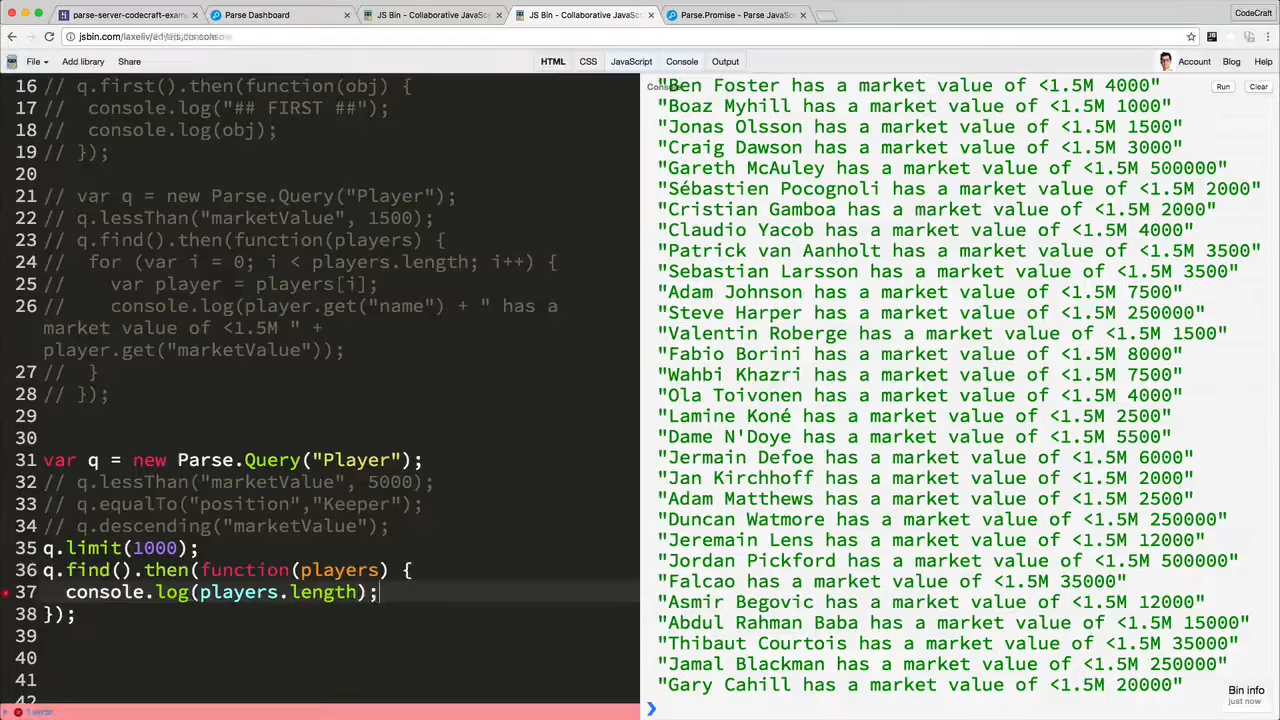 parse-server-codecraft-exam
Parse Dashboard
JS Bin - Collaborative JavaSc
JS Bin - Collaborative JavaSc
Parse.Promise - Parse JavaSc
CodeCraft
File
Add library
Share
HTML
CSS
JavaScript
Console
Output
Account
Blog
Help
16 // q.first().then(function(obj) {
17 //  console.log("## FIRST ##");
18 //  console.log(obj);
19 // });
20
21 // var q = new Parse.Query("Player");
22 // q.lessThan("marketValue", 1500);
23 // q.find().then(function(players) {
24 //  for (var i = 0; i < players.length; i++) {
25 //    var player = players[i];
26 //    console.log(player.get("name") + " has a
market value of <1.5M " +
player.get("marketValue"));
27 //  }
28 // });
29
30
31 var q = new Parse.Query("Player");
32 // q.lessThan("marketValue", 5000);
33 // q.equalTo("position","Keeper");
34 // q.descending("marketValue");
35 q.limit(1000);
36 q.find().then(function(players) {
37   console.log(players.length);
38 });
39
40
41
42
1 error
Console
Run
Clear
"Ben Foster has a market value of <1.5M 4000"
"Boaz Myhill has a market value of <1.5M 1000"
"Jonas Olsson has a market value of <1.5M 1500"
"Craig Dawson has a market value of <1.5M 3000"
"Gareth McAuley has a market value of <1.5M 500000"
"Sébastien Pocognoli has a market value of <1.5M 2000"
"Cristian Gamboa has a market value of <1.5M 2000"
"Claudio Yacob has a market value of <1.5M 4000"
"Patrick van Aanholt has a market value of <1.5M 3500"
"Sebastian Larsson has a market value of <1.5M 3500"
"Adam Johnson has a market value of <1.5M 7500"
"Steve Harper has a market value of <1.5M 250000"
"Valentin Roberge has a market value of <1.5M 1500"
"Fabio Borini has a market value of <1.5M 8000"
"Wahbi Khazri has a market value of <1.5M 7500"
"Ola Toivonen has a market value of <1.5M 4000"
"Lamine Koné has a market value of <1.5M 2500"
"Dame N'Doye has a market value of <1.5M 5500"
"Jermain Defoe has a market value of <1.5M 6000"
"Jan Kirchhoff has a market value of <1.5M 2000"
"Adam Matthews has a market value of <1.5M 2500"
"Duncan Watmore has a market value of <1.5M 250000"
"Jeremain Lens has a market value of <1.5M 12000"
"Jordan Pickford has a market value of <1.5M 500000"
"Falcao has a market value of <1.5M 35000"
"Asmir Begovic has a market value of <1.5M 12000"
"Abdul Rahman Baba has a market value of <1.5M 15000"
"Thibaut Courtois has a market value of <1.5M 35000"
"Jamal Blackman has a market value of <1.5M 250000"
"Gary Cahill has a market value of <1.5M 20000"
Bin info
just now